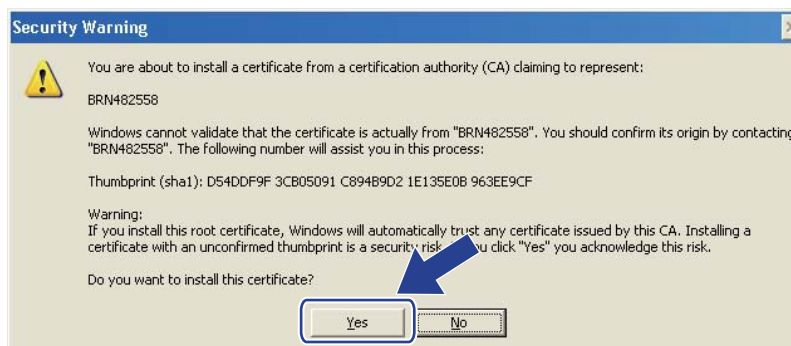 Security Warning
You are about to install a certificate from a certification authority (CA) claiming to represent:
BRN482558
Windows cannot validate that the certificate is actually from "BRN482558". You should confirm its origin by contacting
"BRN482558". The following number will assist you in this process:
Thumbprint (sha1): D54DDF9F 3CB05091 C894B9D2 1E135E0B 963EE9CF
Warning:
If you install this root certificate, Windows will automatically trust any certificate issued by this CA. Installing a
certificate with an unconfirmed thumbprint is a security risk. click "Yes" you acknowledge this risk.
Do you want to install this certificate?
Yes No